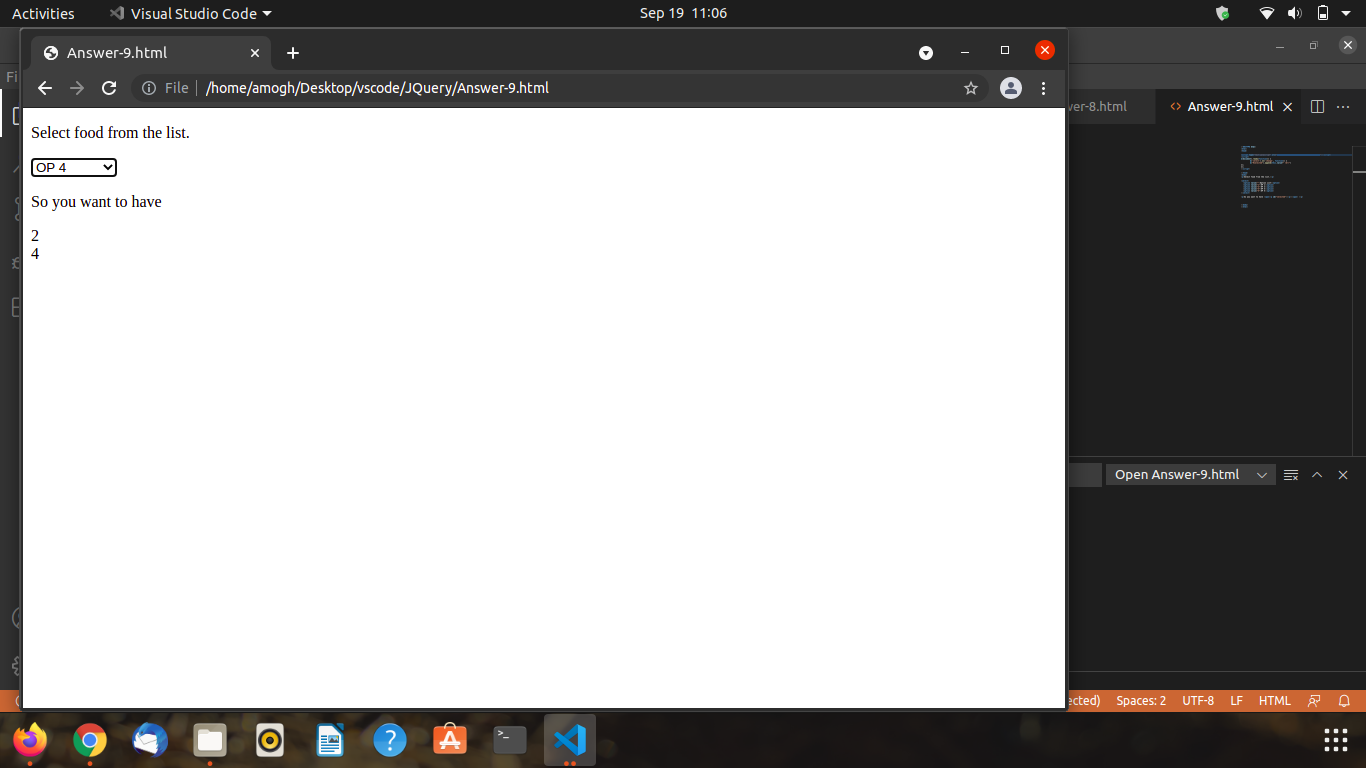 Activities Visual Studio Code Sep 19 11:06
Answer-9.html
File /home/amogh/Desktop/vscode/JQuery/Answer-9.html
Fi
wer-8.html Answer-9.html
Select food from the list.
OP 4
So you want to have
2
4
Open Answer-9.html
ected) Spaces: 2 UTF-8 LF HTML